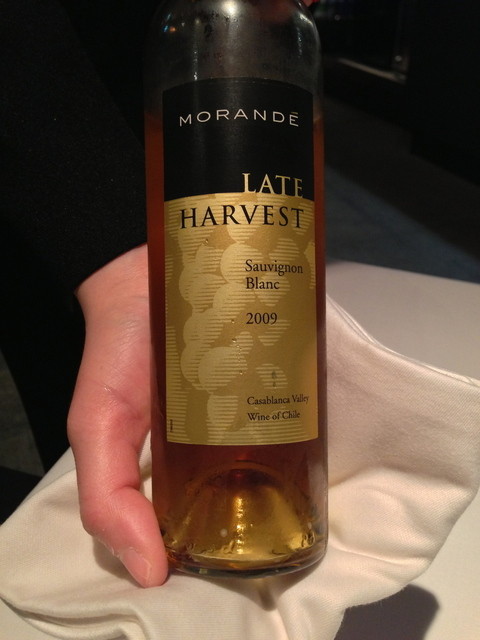 MORANDÉ
LATE
HARVEST
Sauvignon
Blanc
2009
Casablanca Valley
Wine of Chile